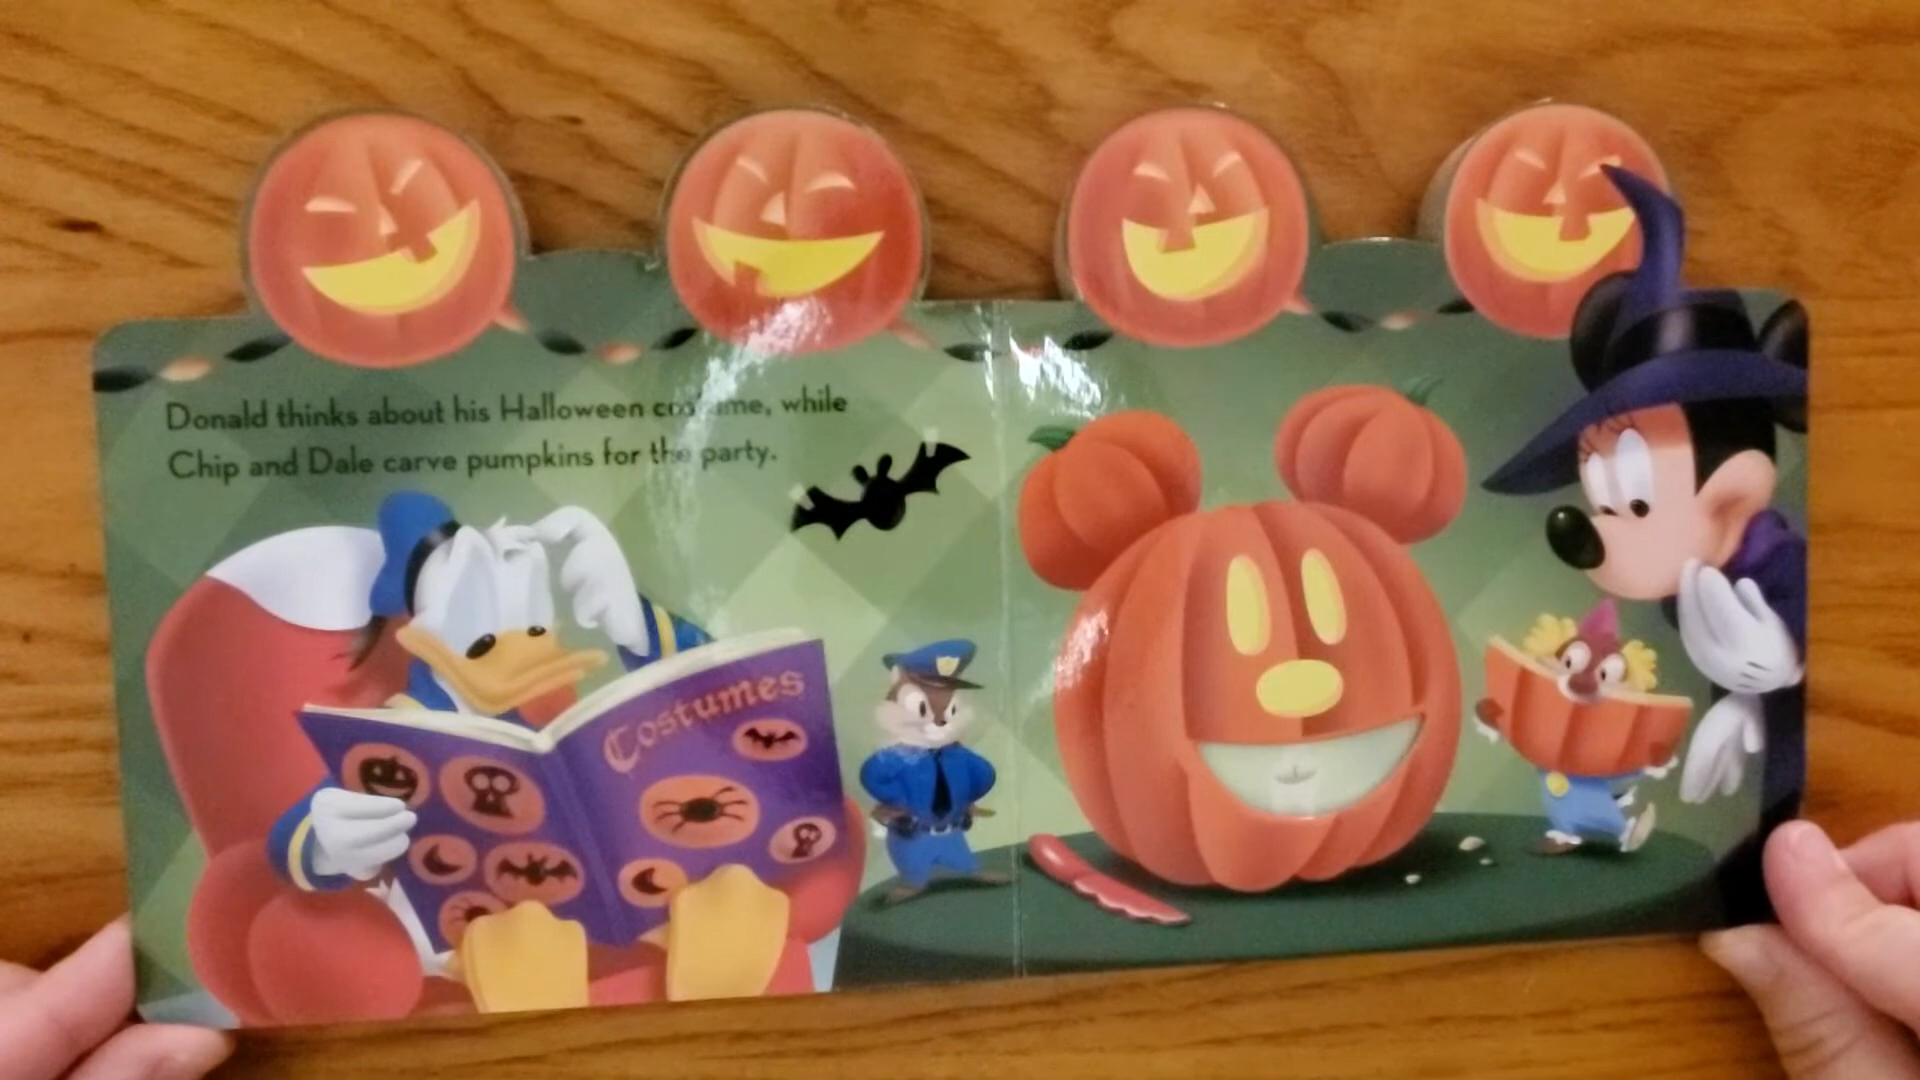 Donald thinks about his Halloween costume, while
Chip and Dale carve pumpkins for the party.
Costumes